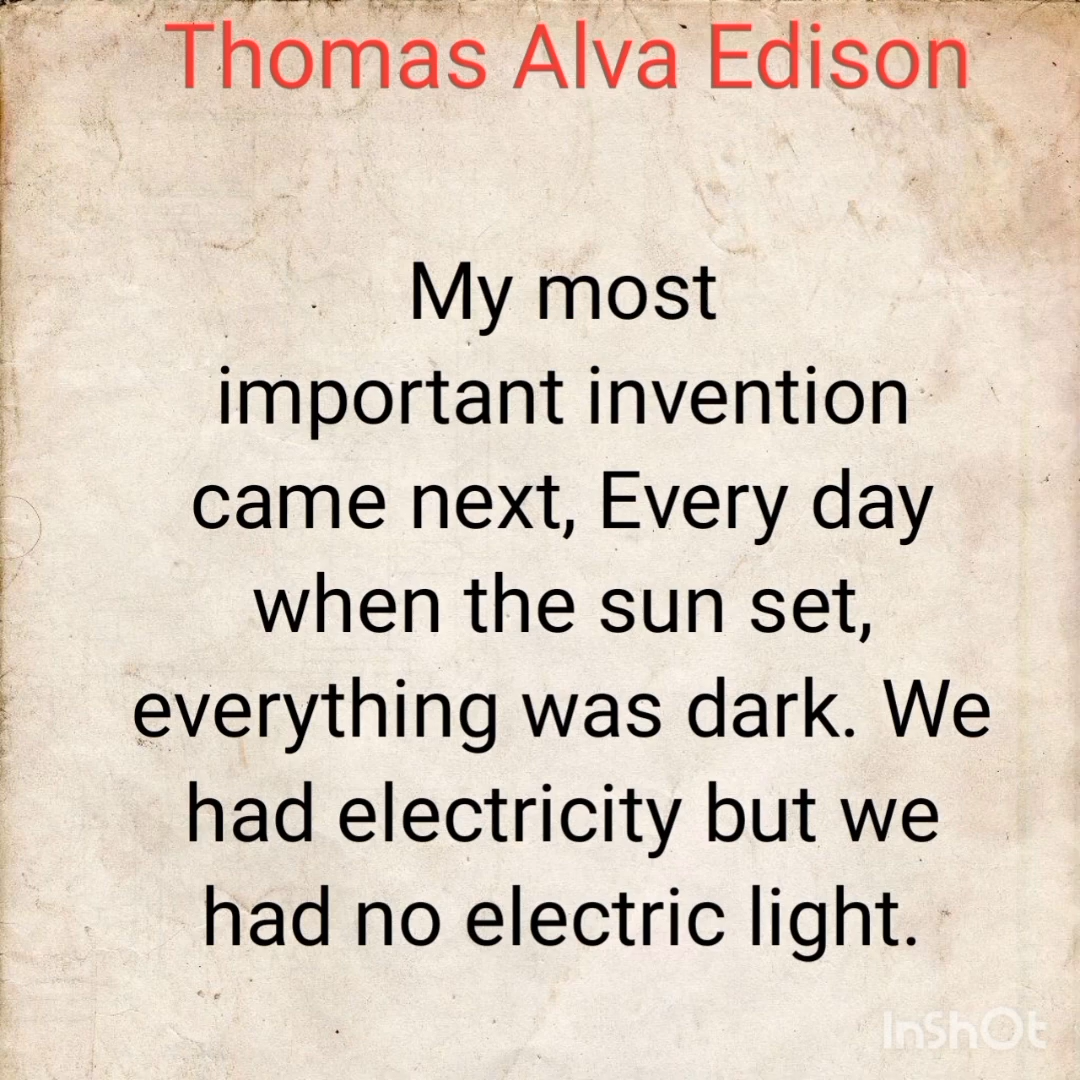 Thomas Alva Edison
My most
important invention
came next, Every day
when the sun set,
everything was dark. We
had electricity but we
had no electric light.
InShOt